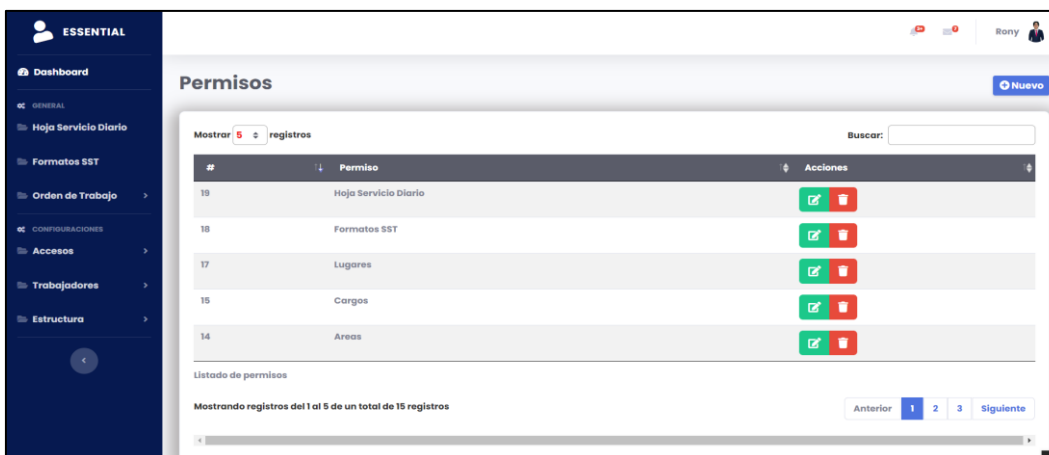 ESSENTIAL
Rony
Dashboard
GENERAL
Hoja Servicio Diario
Formatos SST
Orden de Trabajo
CONFIGURACIONES
Accesos
Trabajadores
Estructura
Permisos
Nuevo
Mostrar 5 registros
Buscar:
# Permiso Acciones
19 Hoja Servicio Diario
18 Formatos SST
17 Lugares
15 Cargos
14 Areas
Listado de permisos
Mostrando registros del 1 al 5 de un total de 15 registros
Anterior 1 2 3 Siguiente